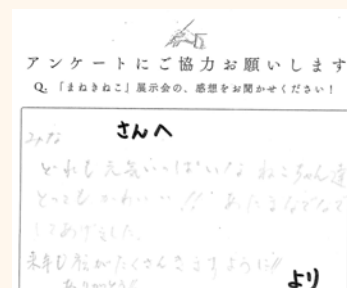 アンケートにご協力お願いします
Q. 「まねきねこ」展示会の、感想をお聞かせください！
みな さんへ
どれも元気いっぱいな ねこちゃん達
とってもかわいい!! あたまなでなで
してあげました。
来年も福がたくさんきますように!!
ありがとう!
より